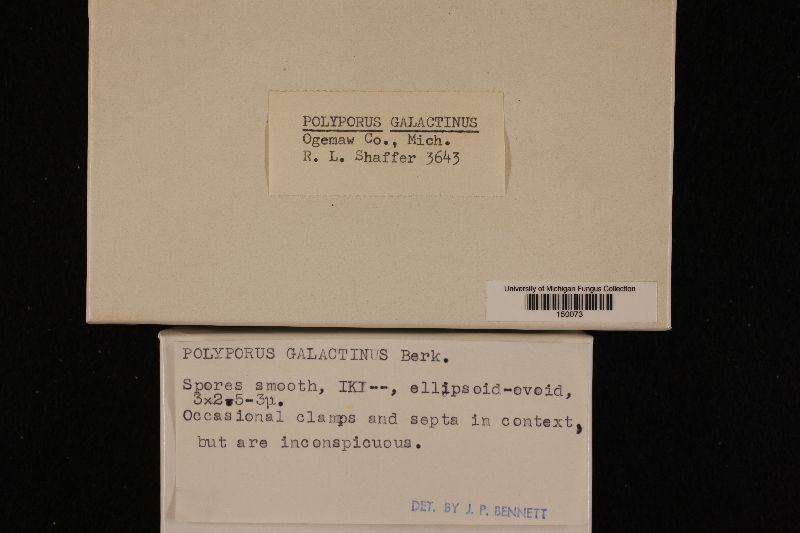 POLYPORUS GALACTINUS
Ogemaw Co., Mich.
R. L. Shaffer 3643
University of Michigan Fungus Collection
150073
POLYPORUS GALACTINUS Berk.
Spores smooth, IKI--, ellipsoid-ovoid,
3x2.5-3µ.
Occasional clamps and septa in context,
but are inconspicuous.
DET. BY J. P. BENNETT